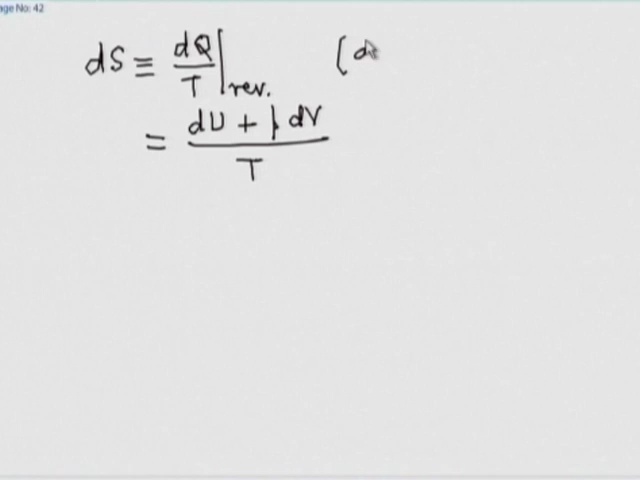 age No: 42
dS ≡ dQ/T |rev. [d
= dU + p dV / T